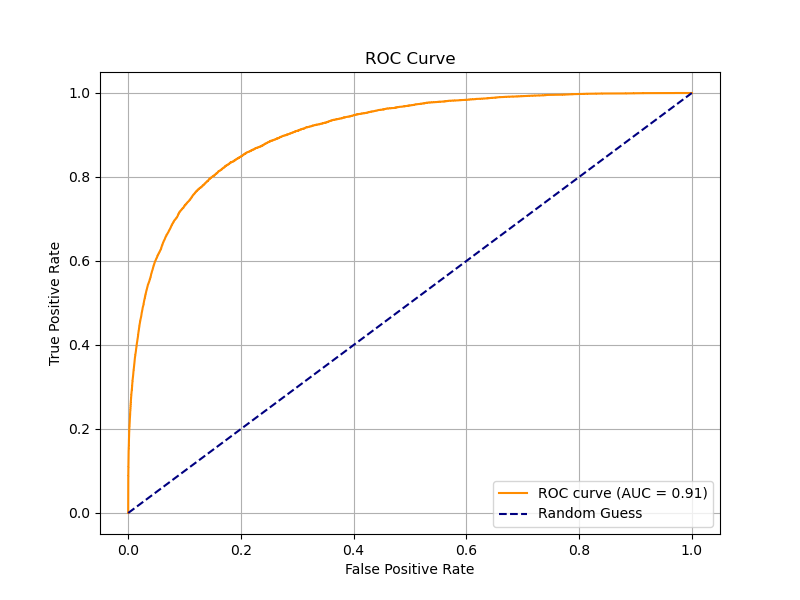 ROC Curve
1.0
0.8
0.6
0.4
0.2
0.0
True Positive Rate
ROC curve (AUC = 0.91)
Random Guess
0.0 0.2 0.4 0.6 0.8 1.0
False Positive Rate